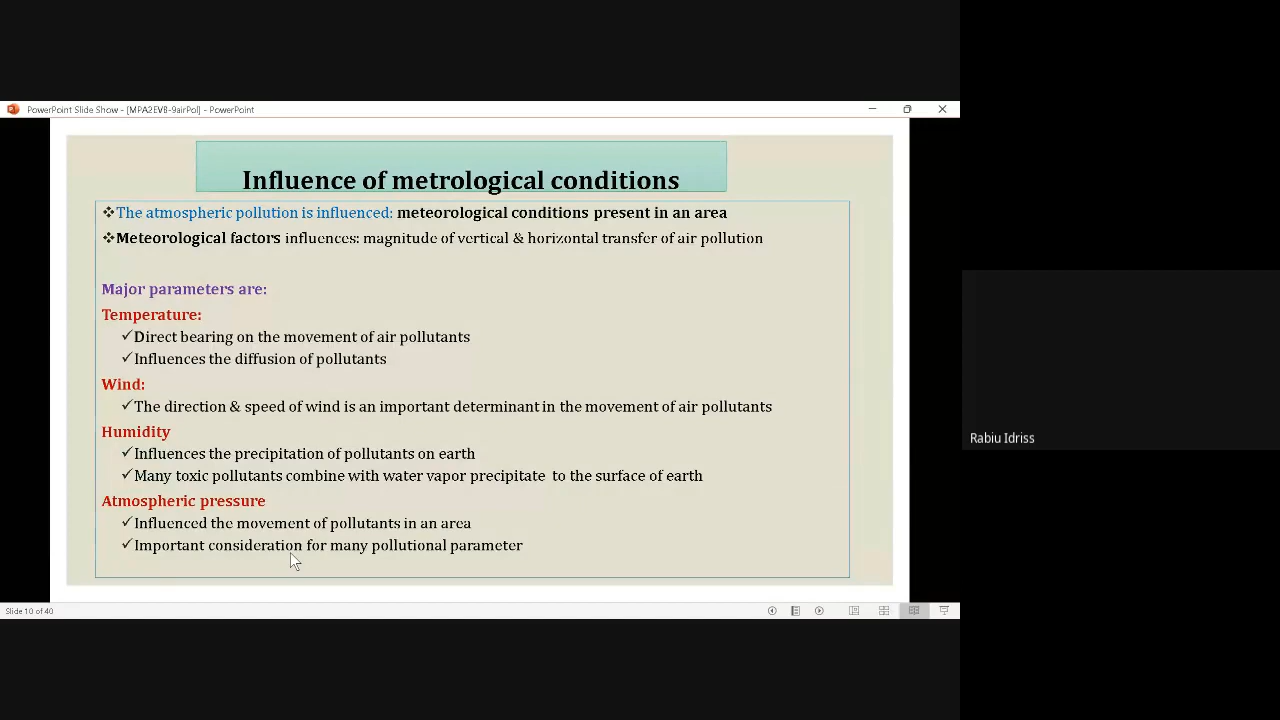 PowerPoint Slide Show - [MPA2EVB-9airPol] - PowerPoint
Influence of metrological conditions
❖The atmospheric pollution is influenced: meteorological conditions present in an area
❖Meteorological factors influences: magnitude of vertical & horizontal transfer of air pollution
Major parameters are:
Temperature:
✓Direct bearing on the movement of air pollutants
✓Influences the diffusion of pollutants
Wind:
✓The direction & speed of wind is an important determinant in the movement of air pollutants
Humidity
✓Influences the precipitation of pollutants on earth
✓Many toxic pollutants combine with water vapor precipitate to the surface of earth
Atmospheric pressure
✓Influenced the movement of pollutants in an area
✓Important consideration for many pollutional parameter
Rabiu Idriss
Slide 10 of 40